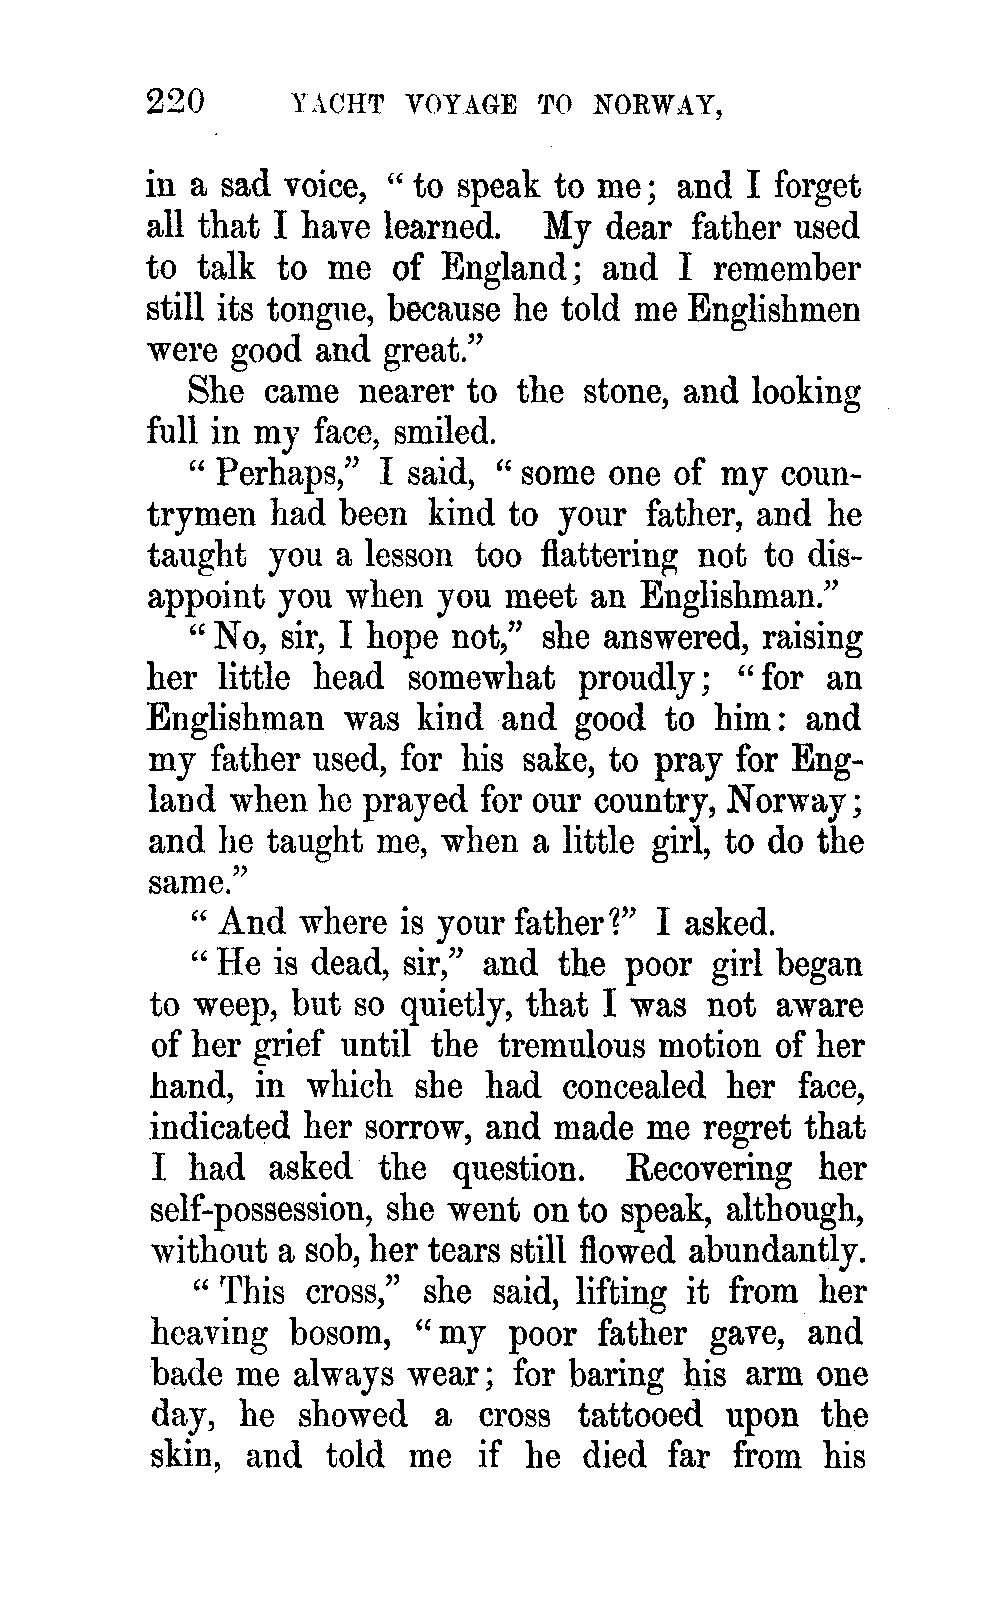 220 YACHT VOYAGE TO NORWAY,
in a sad voice, “ to speak to me; and I forget
all that I have learned. My dear father used
to talk to me of England; and I remember
still its tongue, because he told me Englishmen
were good and great.”
She came nearer to the stone, and looking
full in my face, smiled.
“ Perhaps,” I said, “ some one of my coun-
trymen had been kind to your father, and he
taught you a lesson too flattering not to dis-
appoint you when you meet an Englishman.”
“ No, sir, I hope not,” she answered, raising
her little head somewhat proudly; “ for an
Englishman was kind and good to him: and
my father used, for his sake, to pray for Eng-
land when he prayed for our country, Norway;
and he taught me, when a little girl, to do the
same.”
“ And where is your father?” I asked.
“ He is dead, sir,” and the poor girl began
to weep, but so quietly, that I was not aware
of her grief until the tremulous motion of her
hand, in which she had concealed her face,
indicated her sorrow, and made me regret that
I had asked the question. Recovering her
self-possession, she went on to speak, although,
without a sob, her tears still flowed abundantly.
“ This cross,” she said, lifting it from her
heaving bosom, “ my poor father gave, and
bade me always wear; for baring his arm one
day, he showed a cross tattooed upon the
skin, and told me if he died far from his